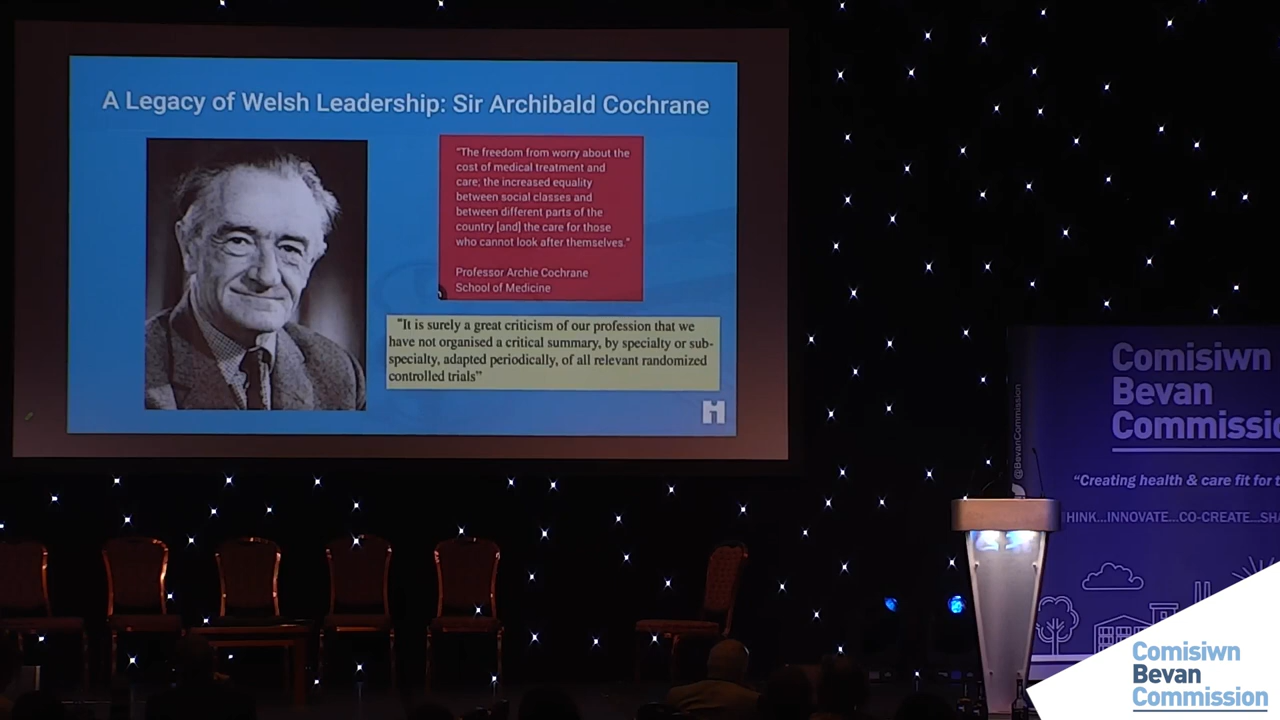 A Legacy of Welsh Leadership: Sir Archibald Cochrane
"The freedom from worry about the
cost of medical treatment and
care; the increased equality
between social classes and
between different parts of the
country [and] the care for those
who cannot look after themselves."
Professor Archie Cochrane
School of Medicine
"It is surely a great criticism of our profession that we
have not organised a critical summary, by specialty or sub-
specialty, adapted periodically, of all relevant randomized
controlled trials"
@BevanCommission
Comisiwn
Bevan
Commissio
"Creating health & care fit for t
HINK...INNOVATE...CO-CREATE...SH
Comisiwn
Bevan
Commission